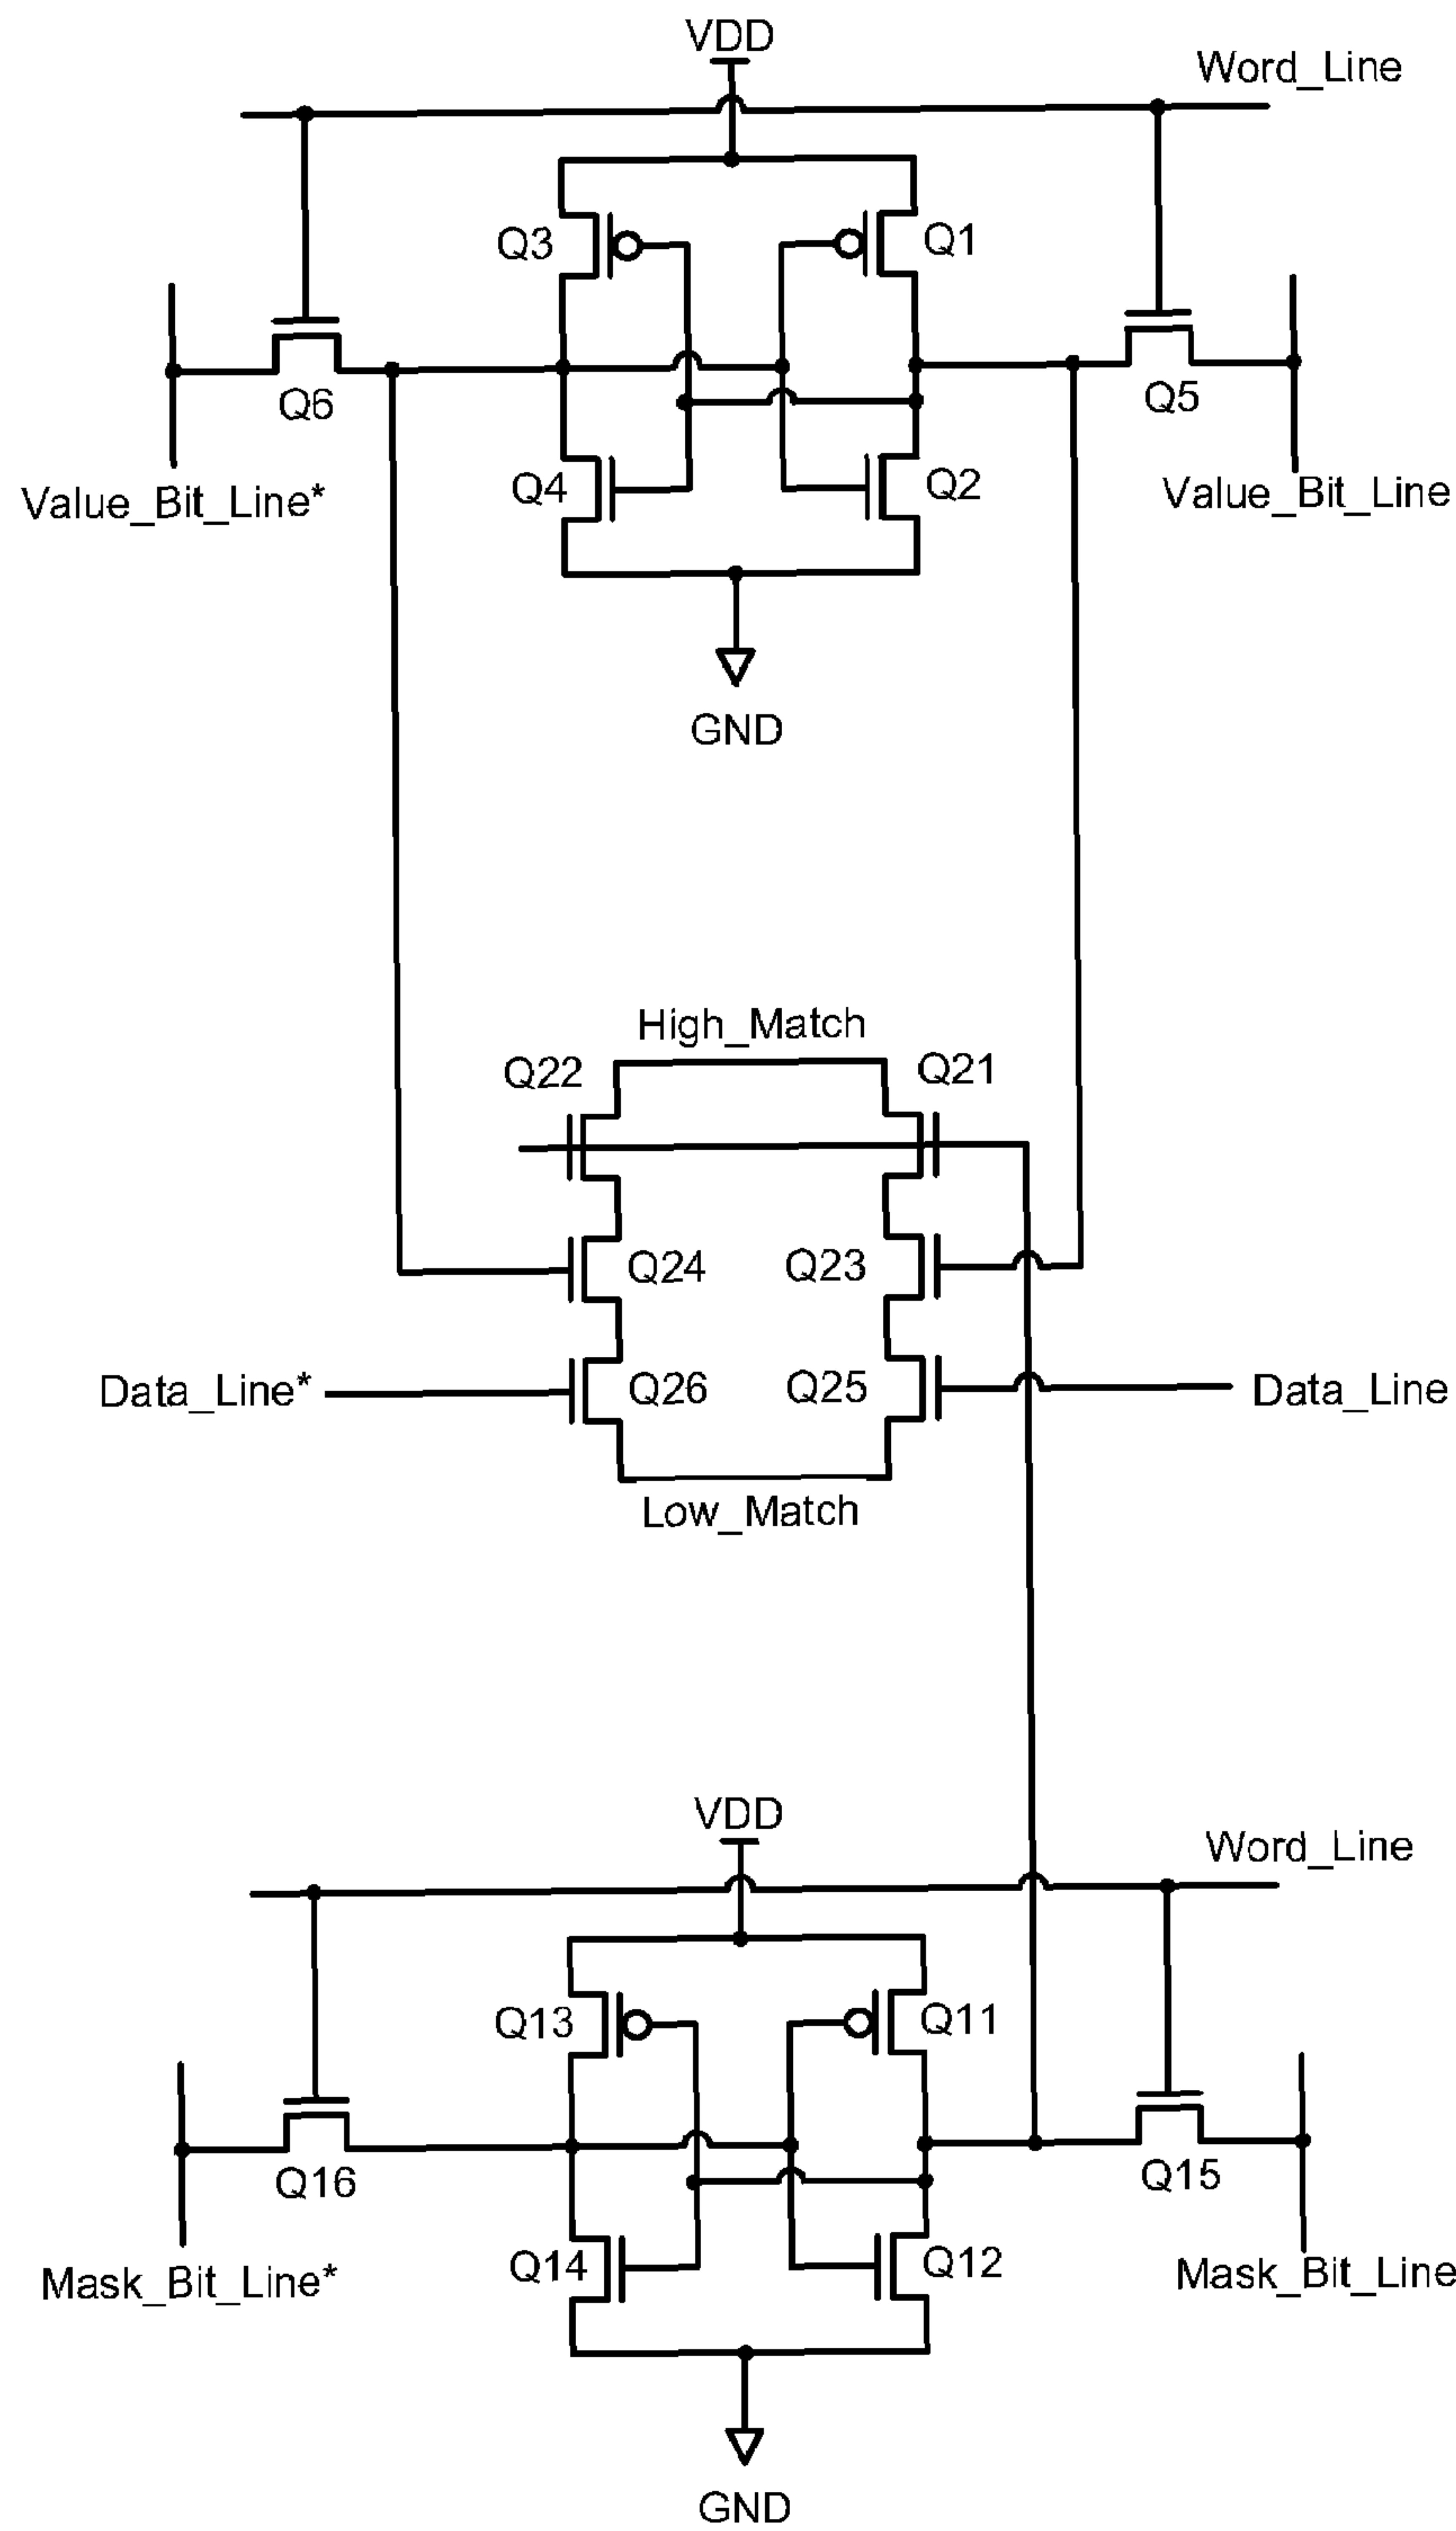 VDD
Word_Line
Q3
Q1
Q6
Q5
Q4
Q2
Value_Bit_Line*
Value_Bit_Line
GND
High_Match
Q22
Q21
Q24
Q23
Data_Line*
Q26
Q25
Data_Line
Low_Match
VDD
Word_Line
Q13
Q11
Q16
Q15
Q14
Q12
Mask_Bit_Line*
Mask_Bit_Line
GND